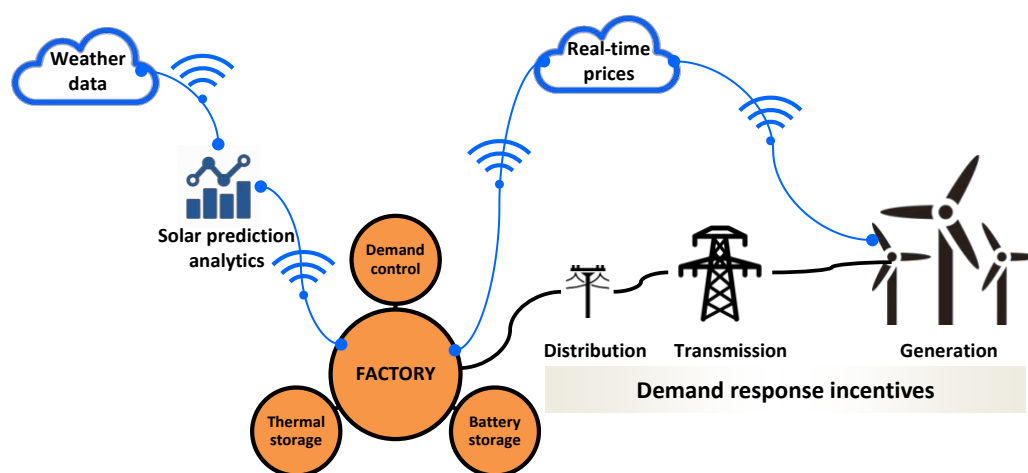 Weather
data
Real-time
prices
Solar prediction
analytics
Demand
control
FACTORY
Thermal
storage
Battery
storage
Distribution
Transmission
Generation
Demand response incentives